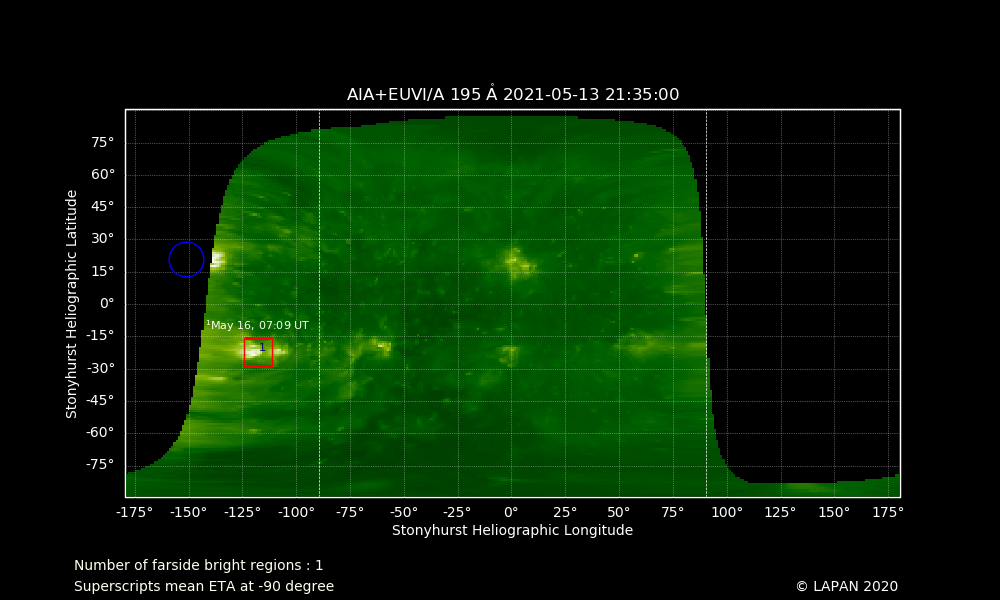 AIA+EUVI/A 195 Å 2021-05-13 21:35:00
Stonyhurst Heliographic Latitude
75°
60°
45°
30°
15°
0°
-15°
-30°
-45°
-60°
-75°
¹May 16, 07:09 UT
1
-175° -150° -125° -100° -75° -50° -25° 0° 25° 50° 75° 100° 125° 150° 175°
Stonyhurst Heliographic Longitude
Number of farside bright regions : 1
Superscripts mean ETA at -90 degree
© LAPAN 2020